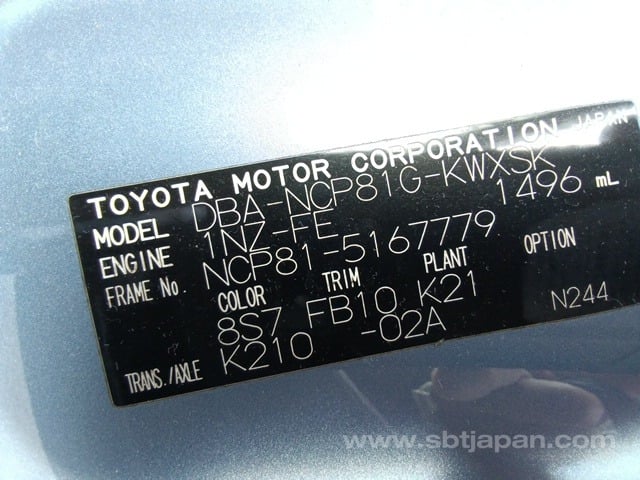 TOYOTA MOTOR CORPORATION JAPAN
MODEL DBA-NCP81G-KWXSK
ENGINE 1NZ-FE 1496 mL
FRAME No. NCP81-5167779
COLOR TRIM PLANT OPTION
8S7 FB10 K21 N244
TRANS./AXLE K210 -02A
www.sbtjapan.com